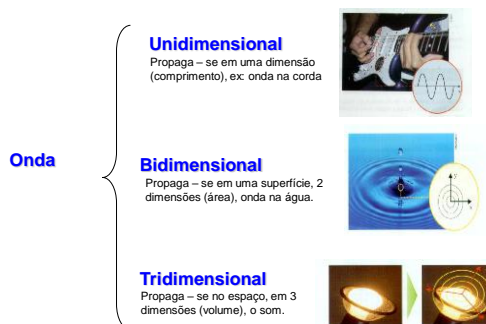 Unidimensional
Propaga – se em uma dimensão
(comprimento), ex: onda na corda
Onda
Bidimensional
Propaga – se em uma superfície, 2
dimensões (área), onda na água.
Tridimensional
Propaga – se no espaço, em 3
dimensões (volume), o som.